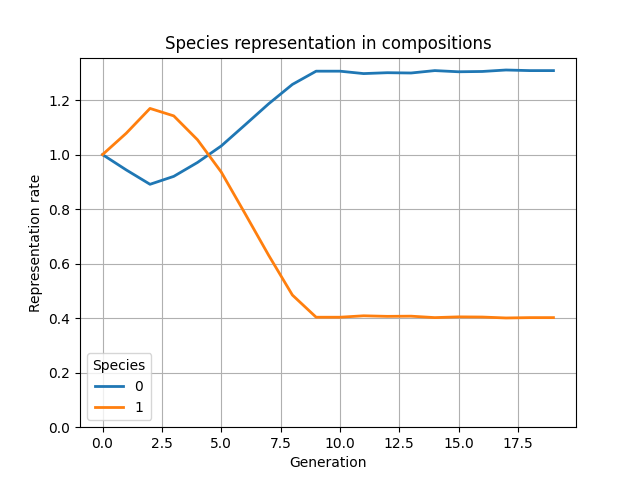 Species representation in compositions
Representation rate
1.2
1.0
0.8
0.6
0.4
0.2
0.0
Species
0
1
0.0 2.5 5.0 7.5 10.0 12.5 15.0 17.5
Generation